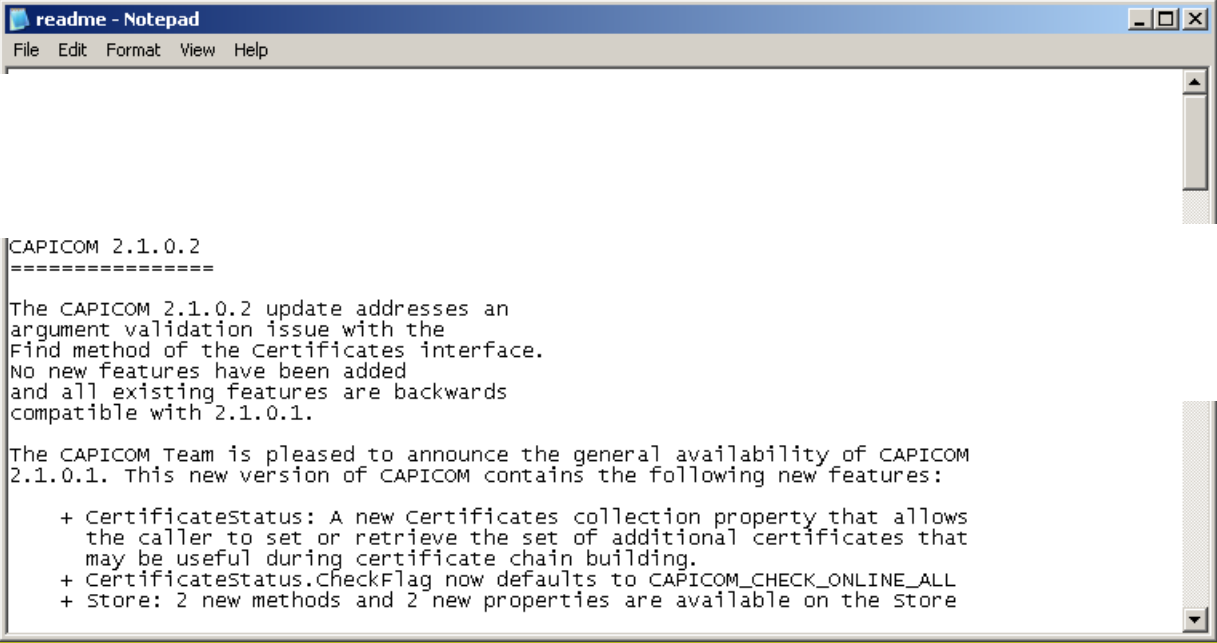 readme - Notepad
File Edit Format View Help
CAPICOM 2.1.0.2
================
The CAPICOM 2.1.0.2 update addresses an
argument validation issue with the
Find method of the Certificates interface.
No new features have been added
and all existing features are backwards
compatible with 2.1.0.1.
The CAPICOM Team is pleased to announce the general availability of CAPICOM
2.1.0.1. This new version of CAPICOM contains the following new features:
+ CertificateStatus: A new Certificates collection property that allows
the caller to set or retrieve the set of additional certificates that
may be useful during certificate chain building.
+ CertificateStatus.CheckFlag now defaults to CAPICOM_CHECK_ONLINE_ALL
+ Store: 2 new methods and 2 new properties are available on the Store